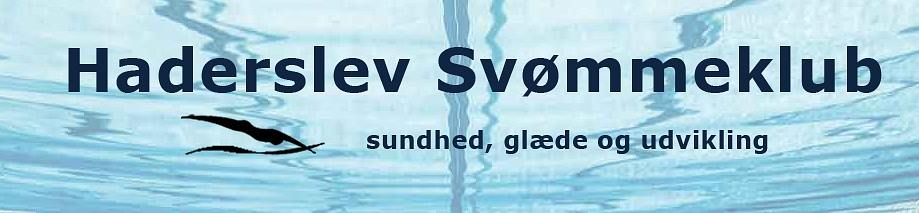 Haderslev Svømmeklub
sundhed, glæde og udvikling